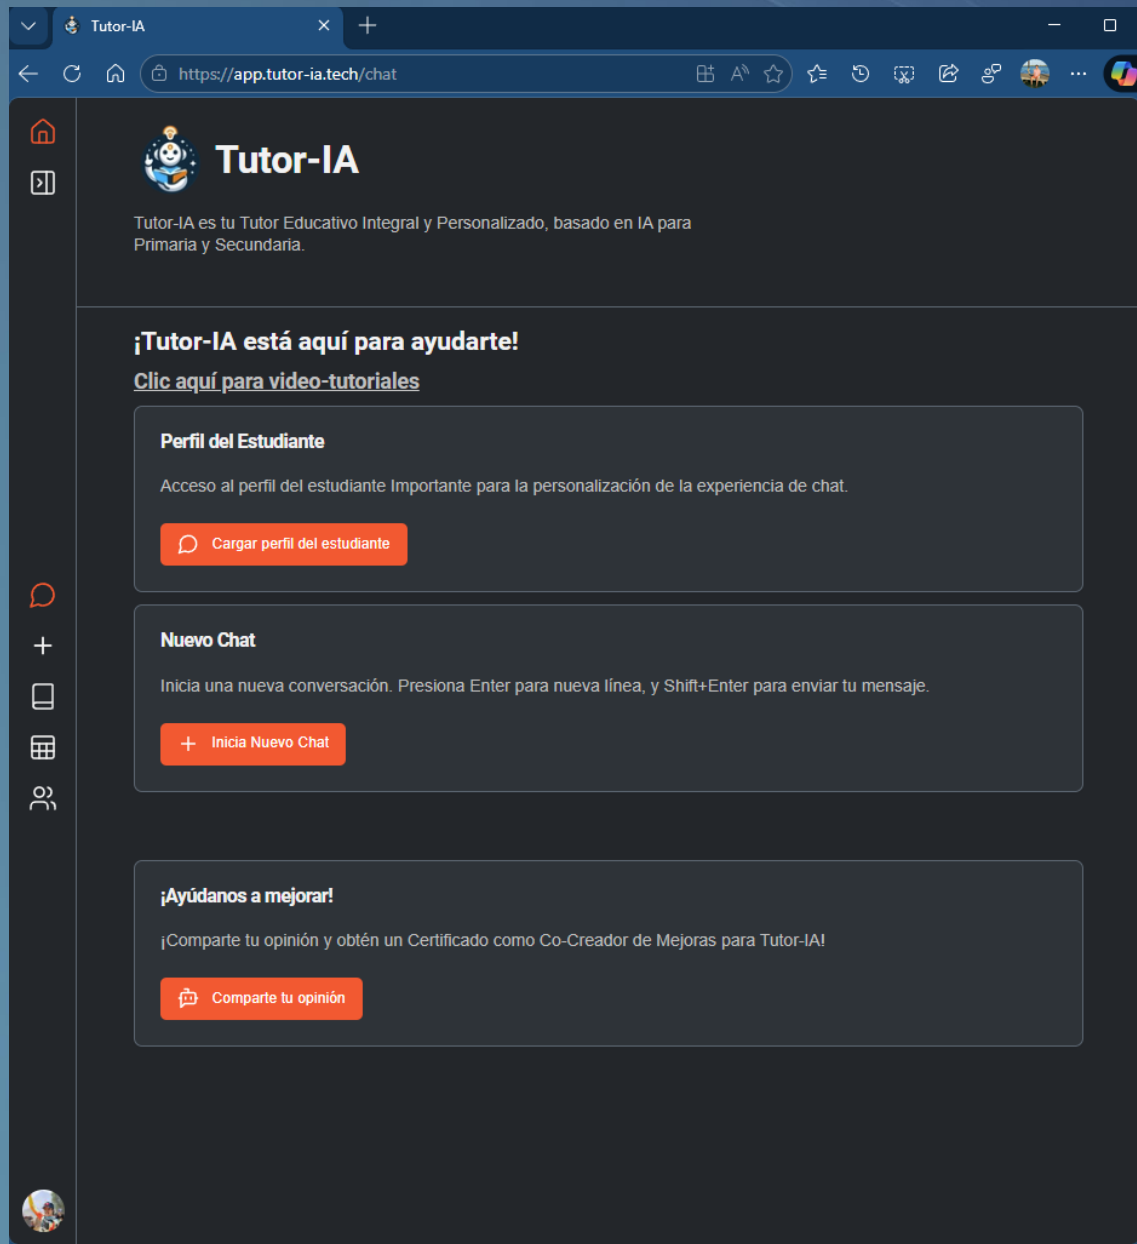 Tutor-IA
https://app.tutor-ia.tech/chat
Tutor-IA
Tutor-IA es tu Tutor Educativo Integral y Personalizado, basado en IA para
Primaria y Secundaria.
¡Tutor-IA está aquí para ayudarte!
Clic aquí para video-tutoriales
Perfil del Estudiante
Acceso al perfil del estudiante Importante para la personalización de la experiencia de chat.
Cargar perfil del estudiante
Nuevo Chat
Inicia una nueva conversación. Presiona Enter para nueva línea, y Shift+Enter para enviar tu mensaje.
Inicia Nuevo Chat
¡Ayúdanos a mejorar!
¡Comparte tu opinión y obtén un Certificado como Co-Creador de Mejoras para Tutor-IA!
Comparte tu opinión